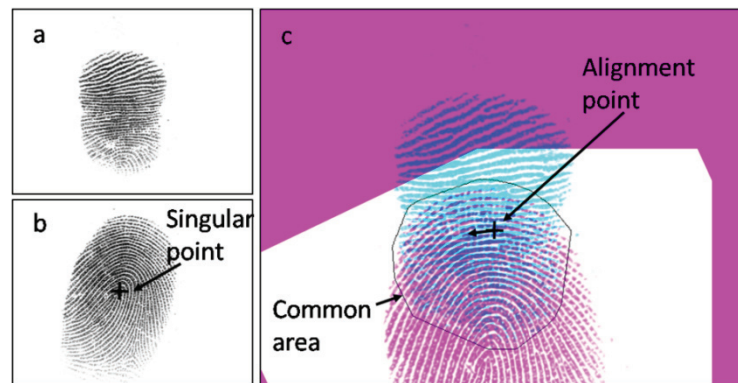 a
b
Singular
point
c
Alignment
point
Common
area